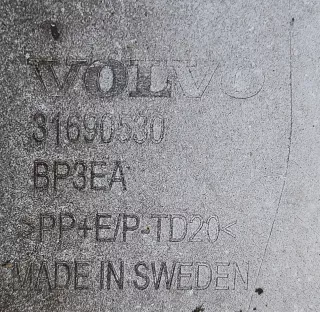 VOLVO
31690530
BP3EA
>PP+E/P-TD20<
MADE IN SWEDEN